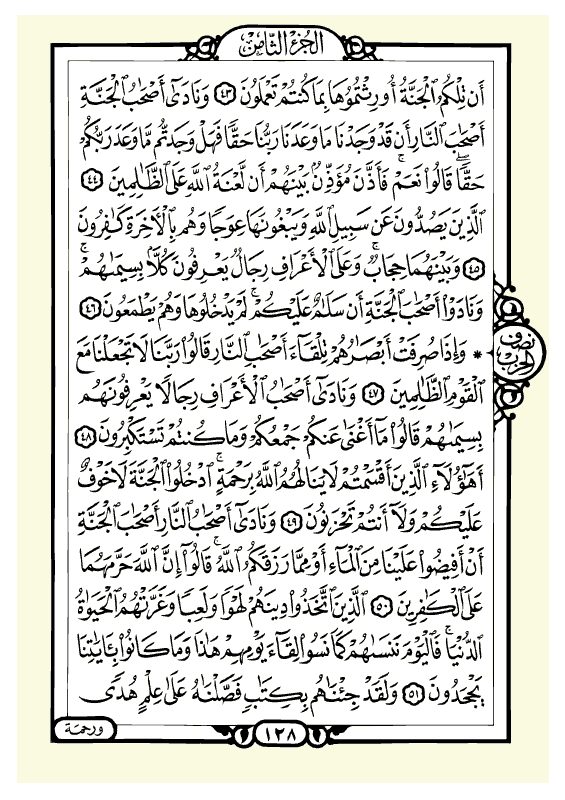 الجزء الثامن
أَن تِلْكُمُ ٱلْجَنَّةُ أُورِثْتُمُوهَا بِمَا كُنتُمْ تَعْمَلُونَ ٤٣ وَنَادَىٰٓ أَصْحَٰبُ ٱلْجَنَّةِ
أَصْحَٰبَ ٱلنَّارِ أَن قَدْ وَجَدْنَا مَا وَعَدَنَا رَبُّنَا حَقًّا فَهَلْ وَجَدتُّم مَّا وَعَدَ رَبُّكُمْ
حَقًّا ۖ قَالُوا۟ نَعَمْ ۚ فَأَذَّنَ مُؤَذِّنٌۢ بَيْنَهُمْ أَن لَّعْنَةُ ٱللَّهِ عَلَى ٱلظَّٰلِمِينَ ٤٤
ٱلَّذِينَ يَصُدُّونَ عَن سَبِيلِ ٱللَّهِ وَيَبْغُونَهَا عِوَجًا وَهُم بِٱلْءَاخِرَةِ كَٰفِرُونَ
٤٥ وَبَيْنَهُمَا حِجَابٌ ۚ وَعَلَى ٱلْأَعْرَافِ رِجَالٌ يَعْرِفُونَ كُلًّۢا بِسِيمَىٰهُمْ ۚ
وَنَادَوْا۟ أَصْحَٰبَ ٱلْجَنَّةِ أَن سَلَٰمٌ عَلَيْكُمْ ۚ لَمْ يَدْخُلُوهَا وَهُمْ يَطْمَعُونَ ٤٦
* وَإِذَا صُرِفَتْ أَبْصَٰرُهُمْ تِلْقَآءَ أَصْحَٰبِ ٱلنَّارِ قَالُوا۟ رَبَّنَا لَا تَجْعَلْنَا مَعَ
ٱلْقَوْمِ ٱلظَّٰلِمِينَ ٤٧ وَنَادَىٰٓ أَصْحَٰبُ ٱلْأَعْرَافِ رِجَالًا يَعْرِفُونَهُم
بِسِيمَىٰهُمْ قَالُوا۟ مَآ أَغْنَىٰ عَنكُمْ جَمْعُكُمْ وَمَا كُنتُمْ تَسْتَكْبِرُونَ ٤٨
أَهَٰٓؤُلَآءِ ٱلَّذِينَ أَقْسَمْتُمْ لَا يَنَالُهُمُ ٱللَّهُ بِرَحْمَةٍ ۚ ٱدْخُلُوا۟ ٱلْجَنَّةَ لَا خَوْفٌ
عَلَيْكُمْ وَلَآ أَنتُمْ تَحْزَنُونَ ٤٩ وَنَادَىٰٓ أَصْحَٰبُ ٱلنَّارِ أَصْحَٰبَ ٱلْجَنَّةِ
أَنْ أَفِيضُوا۟ عَلَيْنَا مِنَ ٱلْمَآءِ أَوْ مِمَّا رَزَقَكُمُ ٱللَّهُ ۚ قَالُوٓا۟ إِنَّ ٱللَّهَ حَرَّمَهُمَا
عَلَى ٱلْكَٰفِرِينَ ٥٠ ٱلَّذِينَ ٱتَّخَذُوا۟ دِينَهُمْ لَهْوًا وَلَعِبًا وَغَرَّتْهُمُ ٱلْحَيَوٰةُ
ٱلدُّنْيَا ۚ فَٱلْيَوْمَ نَنسَىٰهُمْ كَمَا نَسُوا۟ لِقَآءَ يَوْمِهِمْ هَٰذَا وَمَا كَانُوا۟ بِـَٔايَٰتِنَا
يَجْحَدُونَ ٥١ وَلَقَدْ جِئْنَٰهُم بِكِتَٰبٍ فَصَّلْنَٰهُ عَلَىٰ عِلْمٍ هُدًى
نصف
الحزب
ورحمة
١٢٨